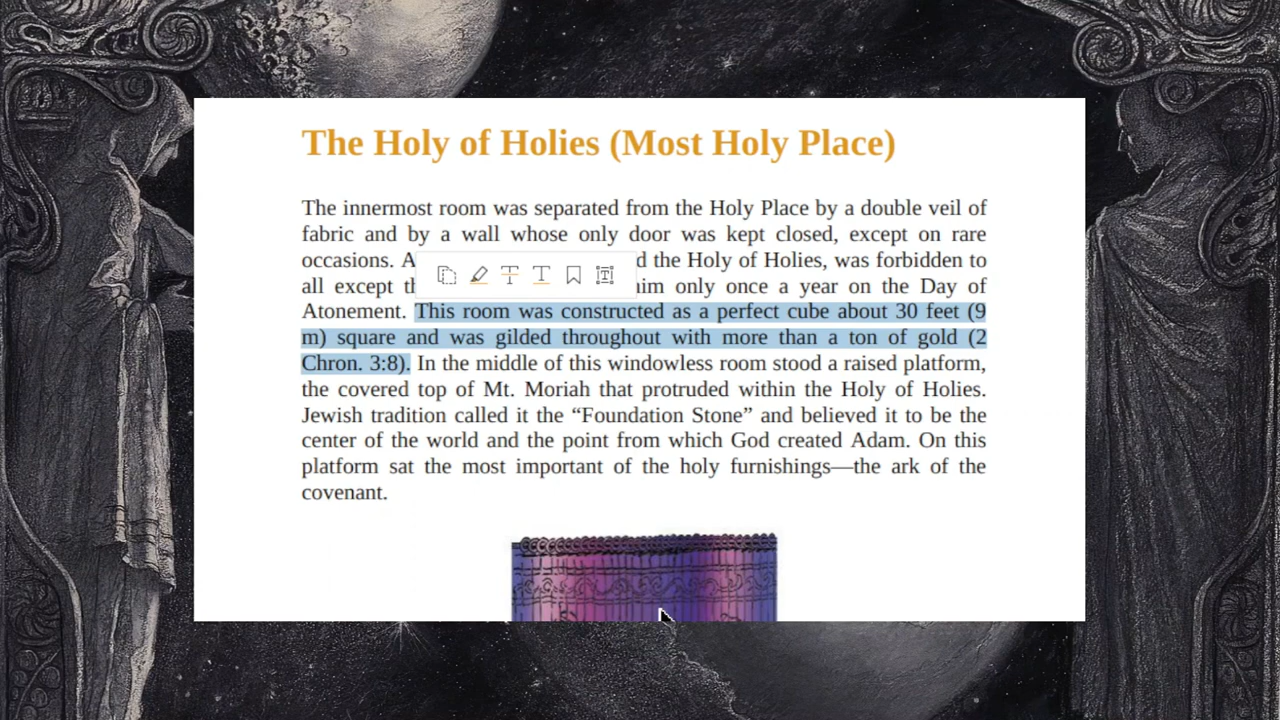 The Holy of Holies (Most Holy Place)
The innermost room was separated from the Holy Place by a double veil of
fabric and by a wall whose only door was kept closed, except on rare
occasions. A d the Holy of Holies, was forbidden to
all except th im only once a year on the Day of
Atonement. This room was constructed as a perfect cube about 30 feet (9
m) square and was gilded throughout with more than a ton of gold (2
Chron. 3:8). In the middle of this windowless room stood a raised platform,
the covered top of Mt. Moriah that protruded within the Holy of Holies.
Jewish tradition called it the “Foundation Stone” and believed it to be the
center of the world and the point from which God created Adam. On this
platform sat the most important of the holy furnishings—the ark of the
covenant.